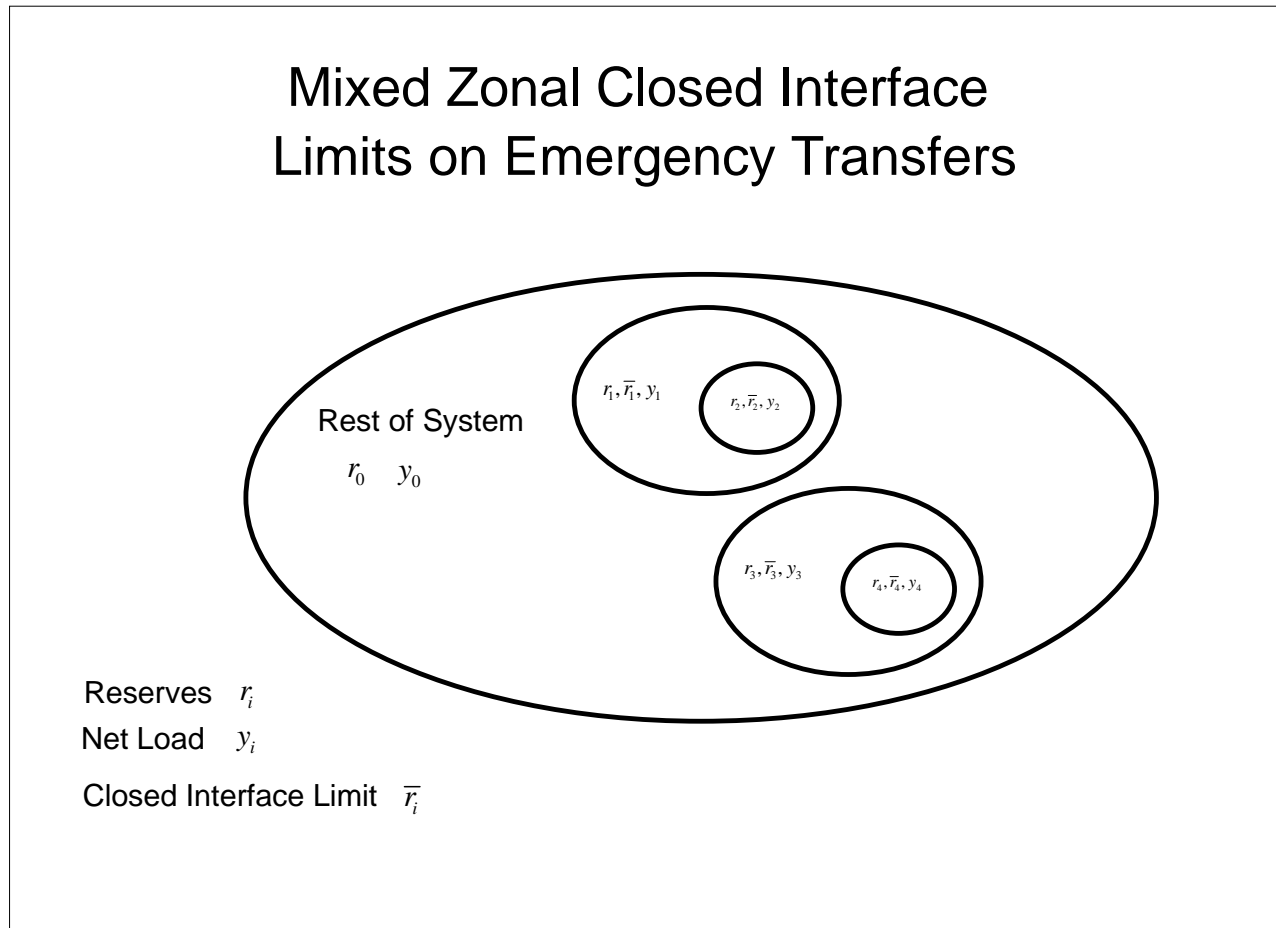 Mixed Zonal Closed Interface
Limits on Emergency Transfers
r₁, r̅₁, y₁
r₂, r̅₂, y₂
Rest of System
r₀ y₀
r₃, r̅₃, y₃
r₄, r̅₄, y₄
Reserves rᵢ
Net Load yᵢ
Closed Interface Limit r̅ᵢ